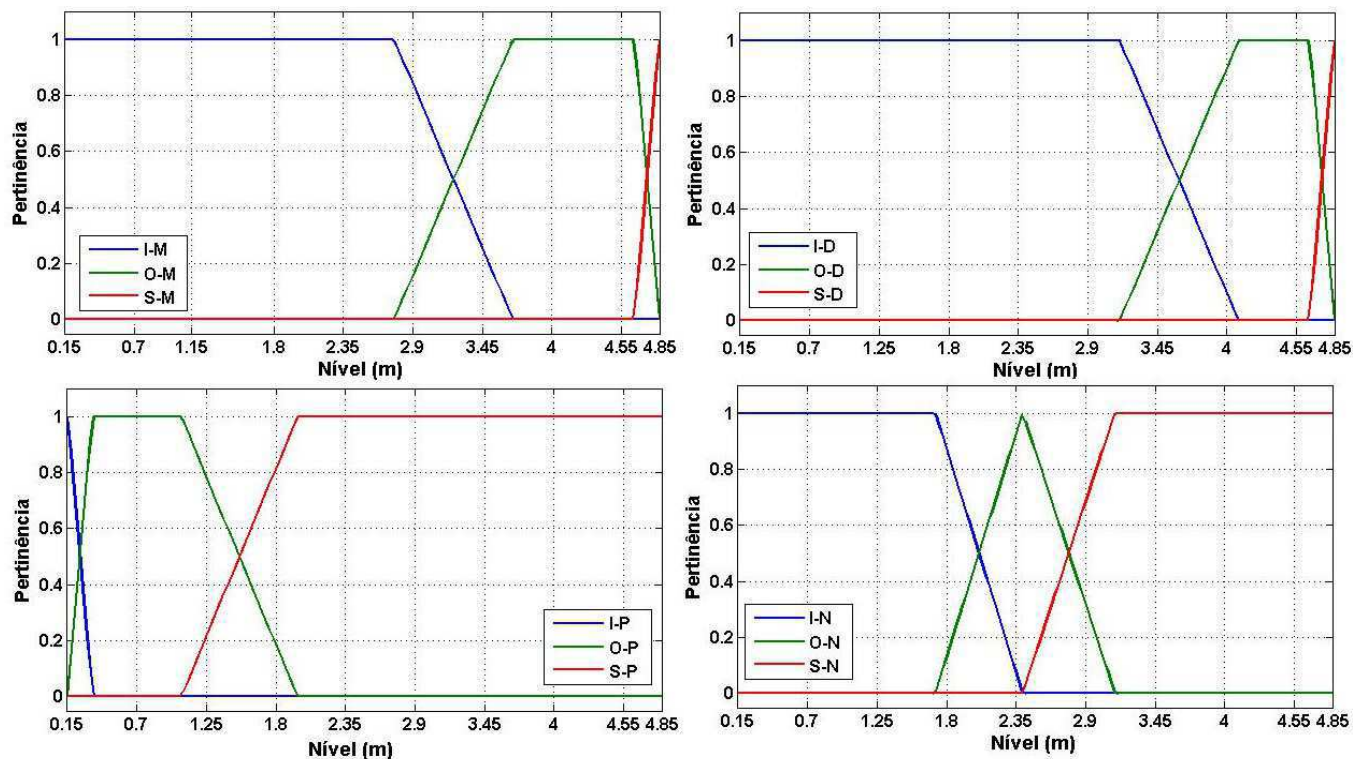 Pertinência
1
0.8
0.6
0.4
0.2
0
I-M
O-M
S-M
0.15 0.7 1.15 1.8 2.35 2.9 3.45 4 4.55 4.85
Nível (m)
Pertinência
1
0.8
0.6
0.4
0.2
0
I-D
O-D
S-D
0.15 0.7 1.25 1.8 2.35 2.9 3.45 4 4.55 4.85
Nível (m)
Pertinência
1
0.8
0.6
0.4
0.2
0
I-P
O-P
S-P
0.15 0.7 1.25 1.8 2.35 2.9 3.45 4 4.55 4.85
Nível (m)
Pertinência
1
0.8
0.6
0.4
0.2
0
I-N
O-N
S-N
0.15 0.7 1.25 1.8 2.35 2.9 3.45 4 4.55 4.85
Nível (m)